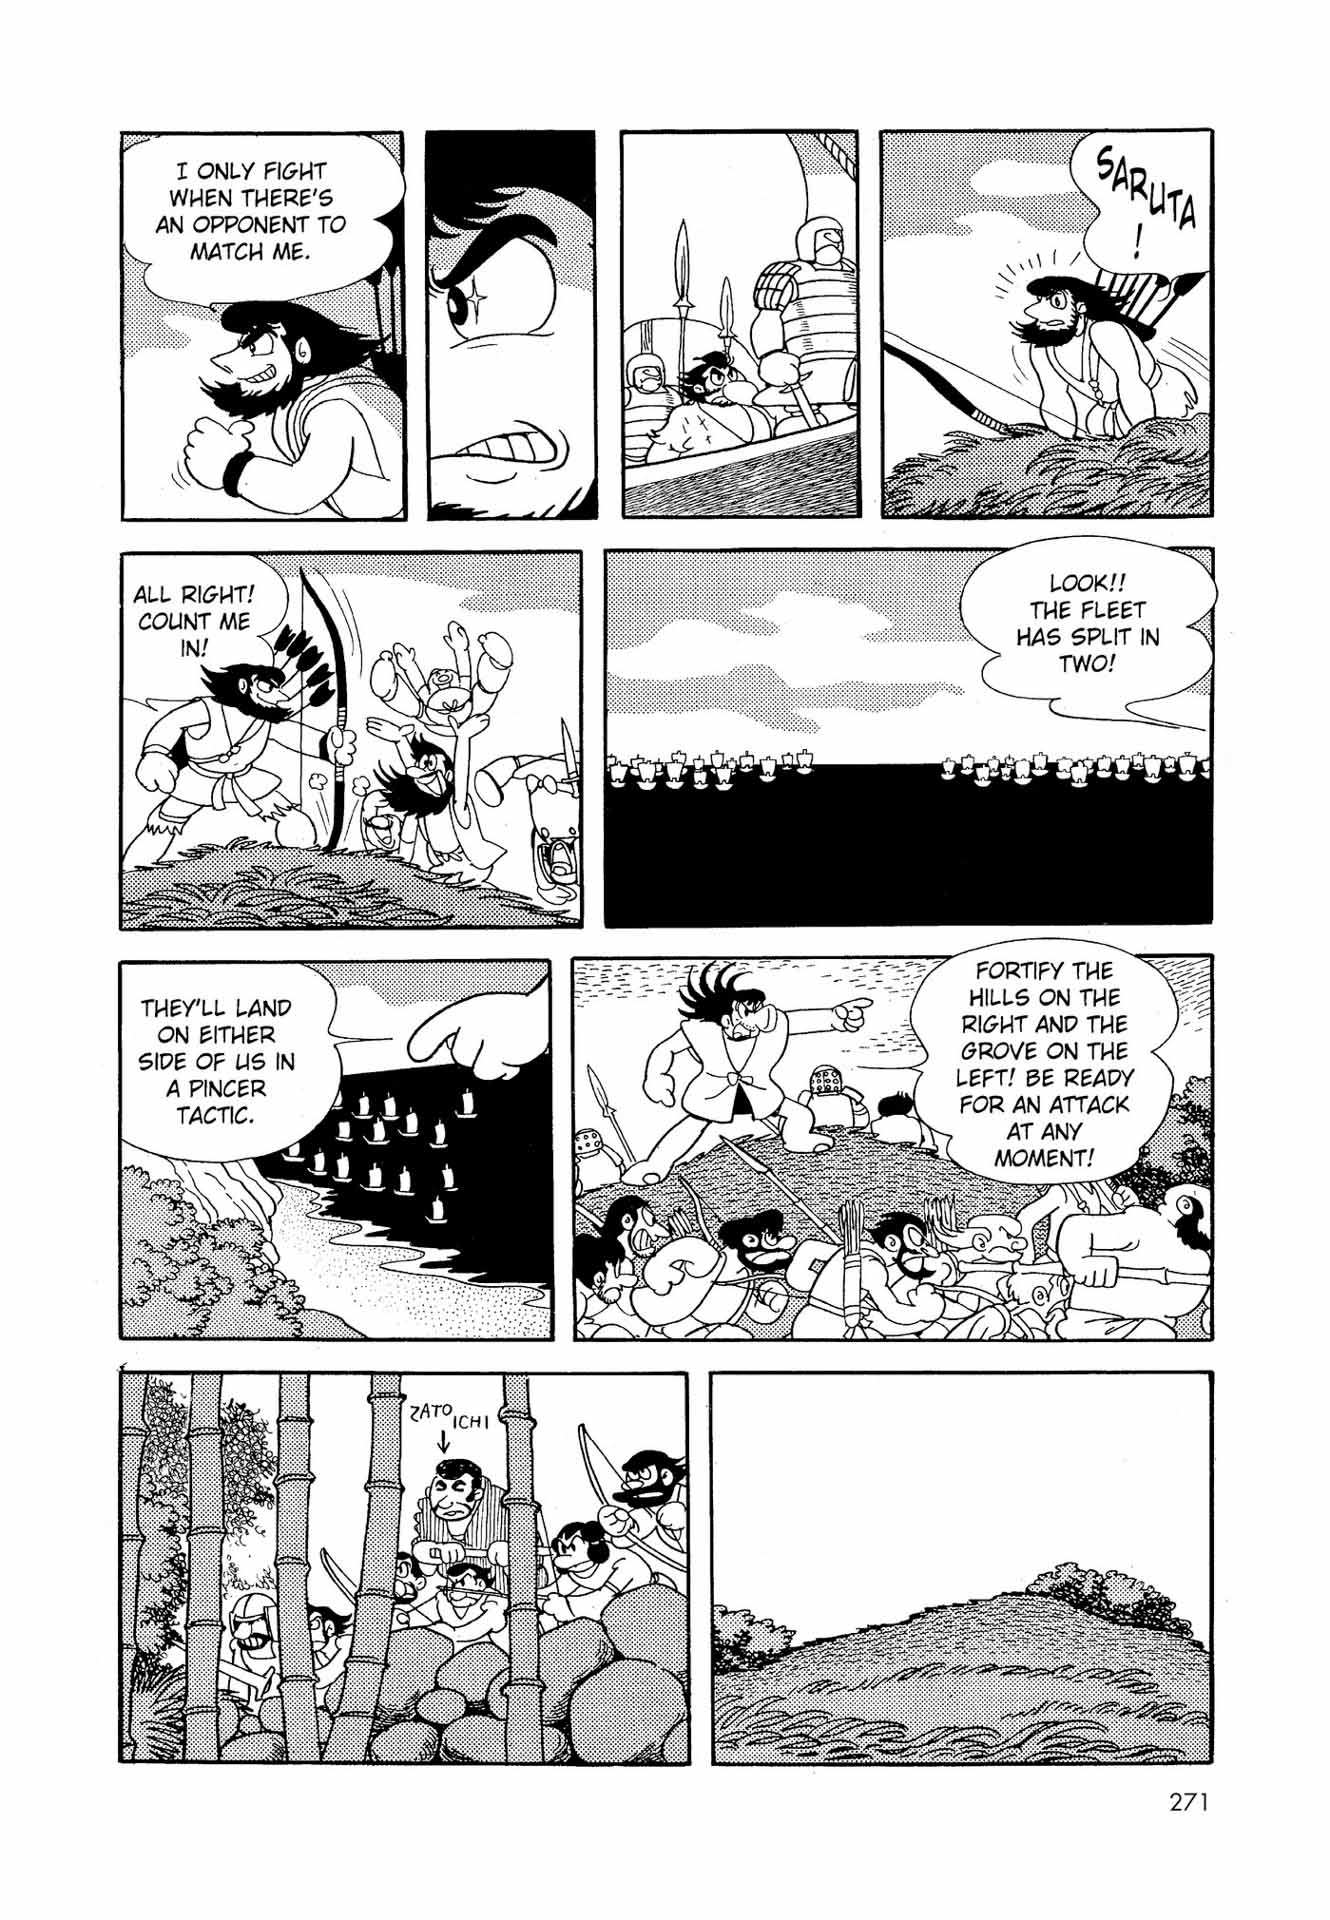 I ONLY FIGHT
WHEN THERE'S
AN OPPONENT TO
MATCH ME.
SARUTA
!
ALL RIGHT!
COUNT ME
IN!
LOOK!!
THE FLEET
HAS SPLIT IN
TWO!
THEY'LL LAND
ON EITHER
SIDE OF US IN
A PINCER
TACTIC.
FORTIFY THE
HILLS ON THE
RIGHT AND THE
GROVE ON THE
LEFT! BE READY
FOR AN ATTACK
AT ANY
MOMENT!
ZATO
ICHI
271